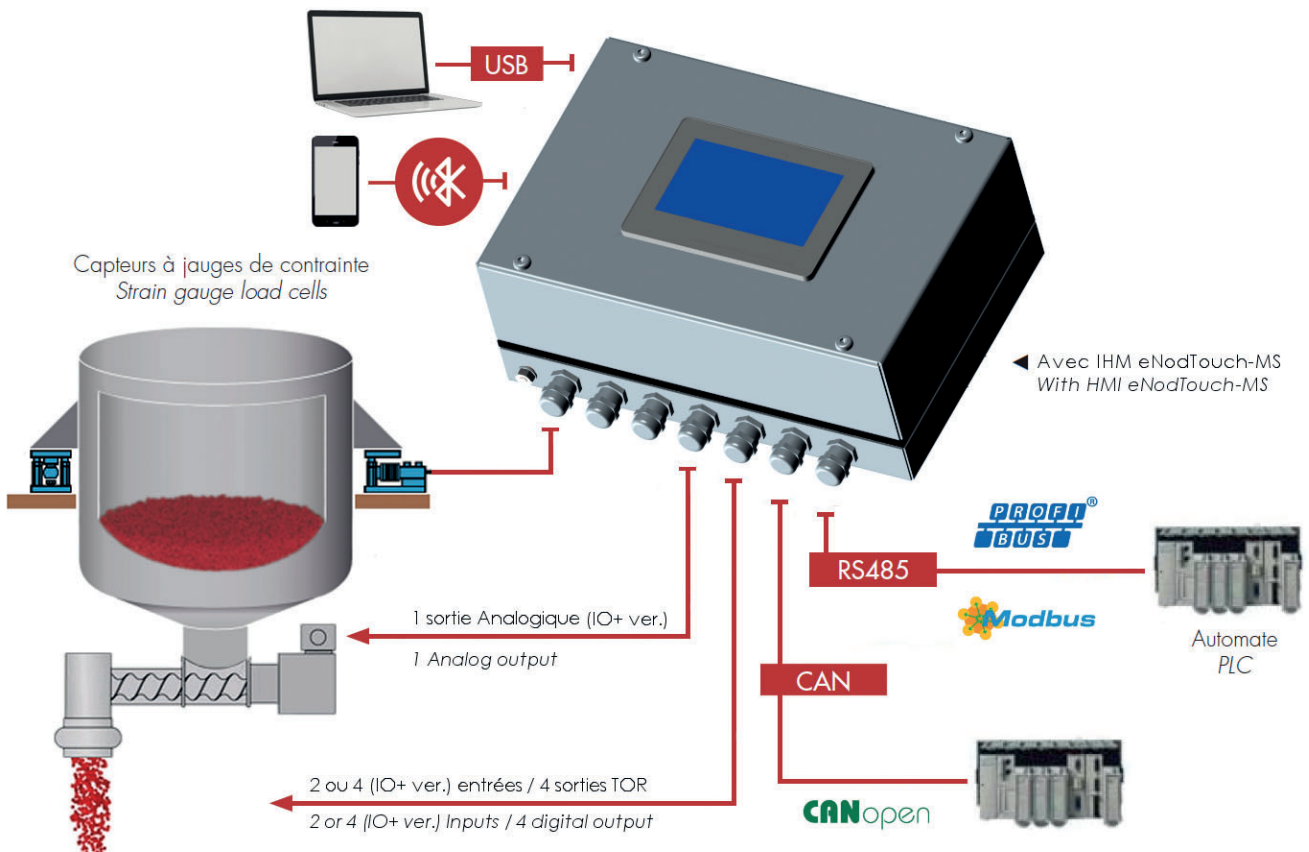 USB
Capteurs à jauges de contrainte
Strain gauge load cells
◄ Avec IHM eNodTouch-MS
With HMI eNodTouch-MS
PROFI®
BUS
RS485
Modbus
Automate
PLC
1 sortie Analogique (IO+ ver.)
1 Analog output
CAN
2 ou 4 (IO+ ver.) entrées / 4 sorties TOR
2 or 4 (IO+ ver.) Inputs / 4 digital output
CANopen